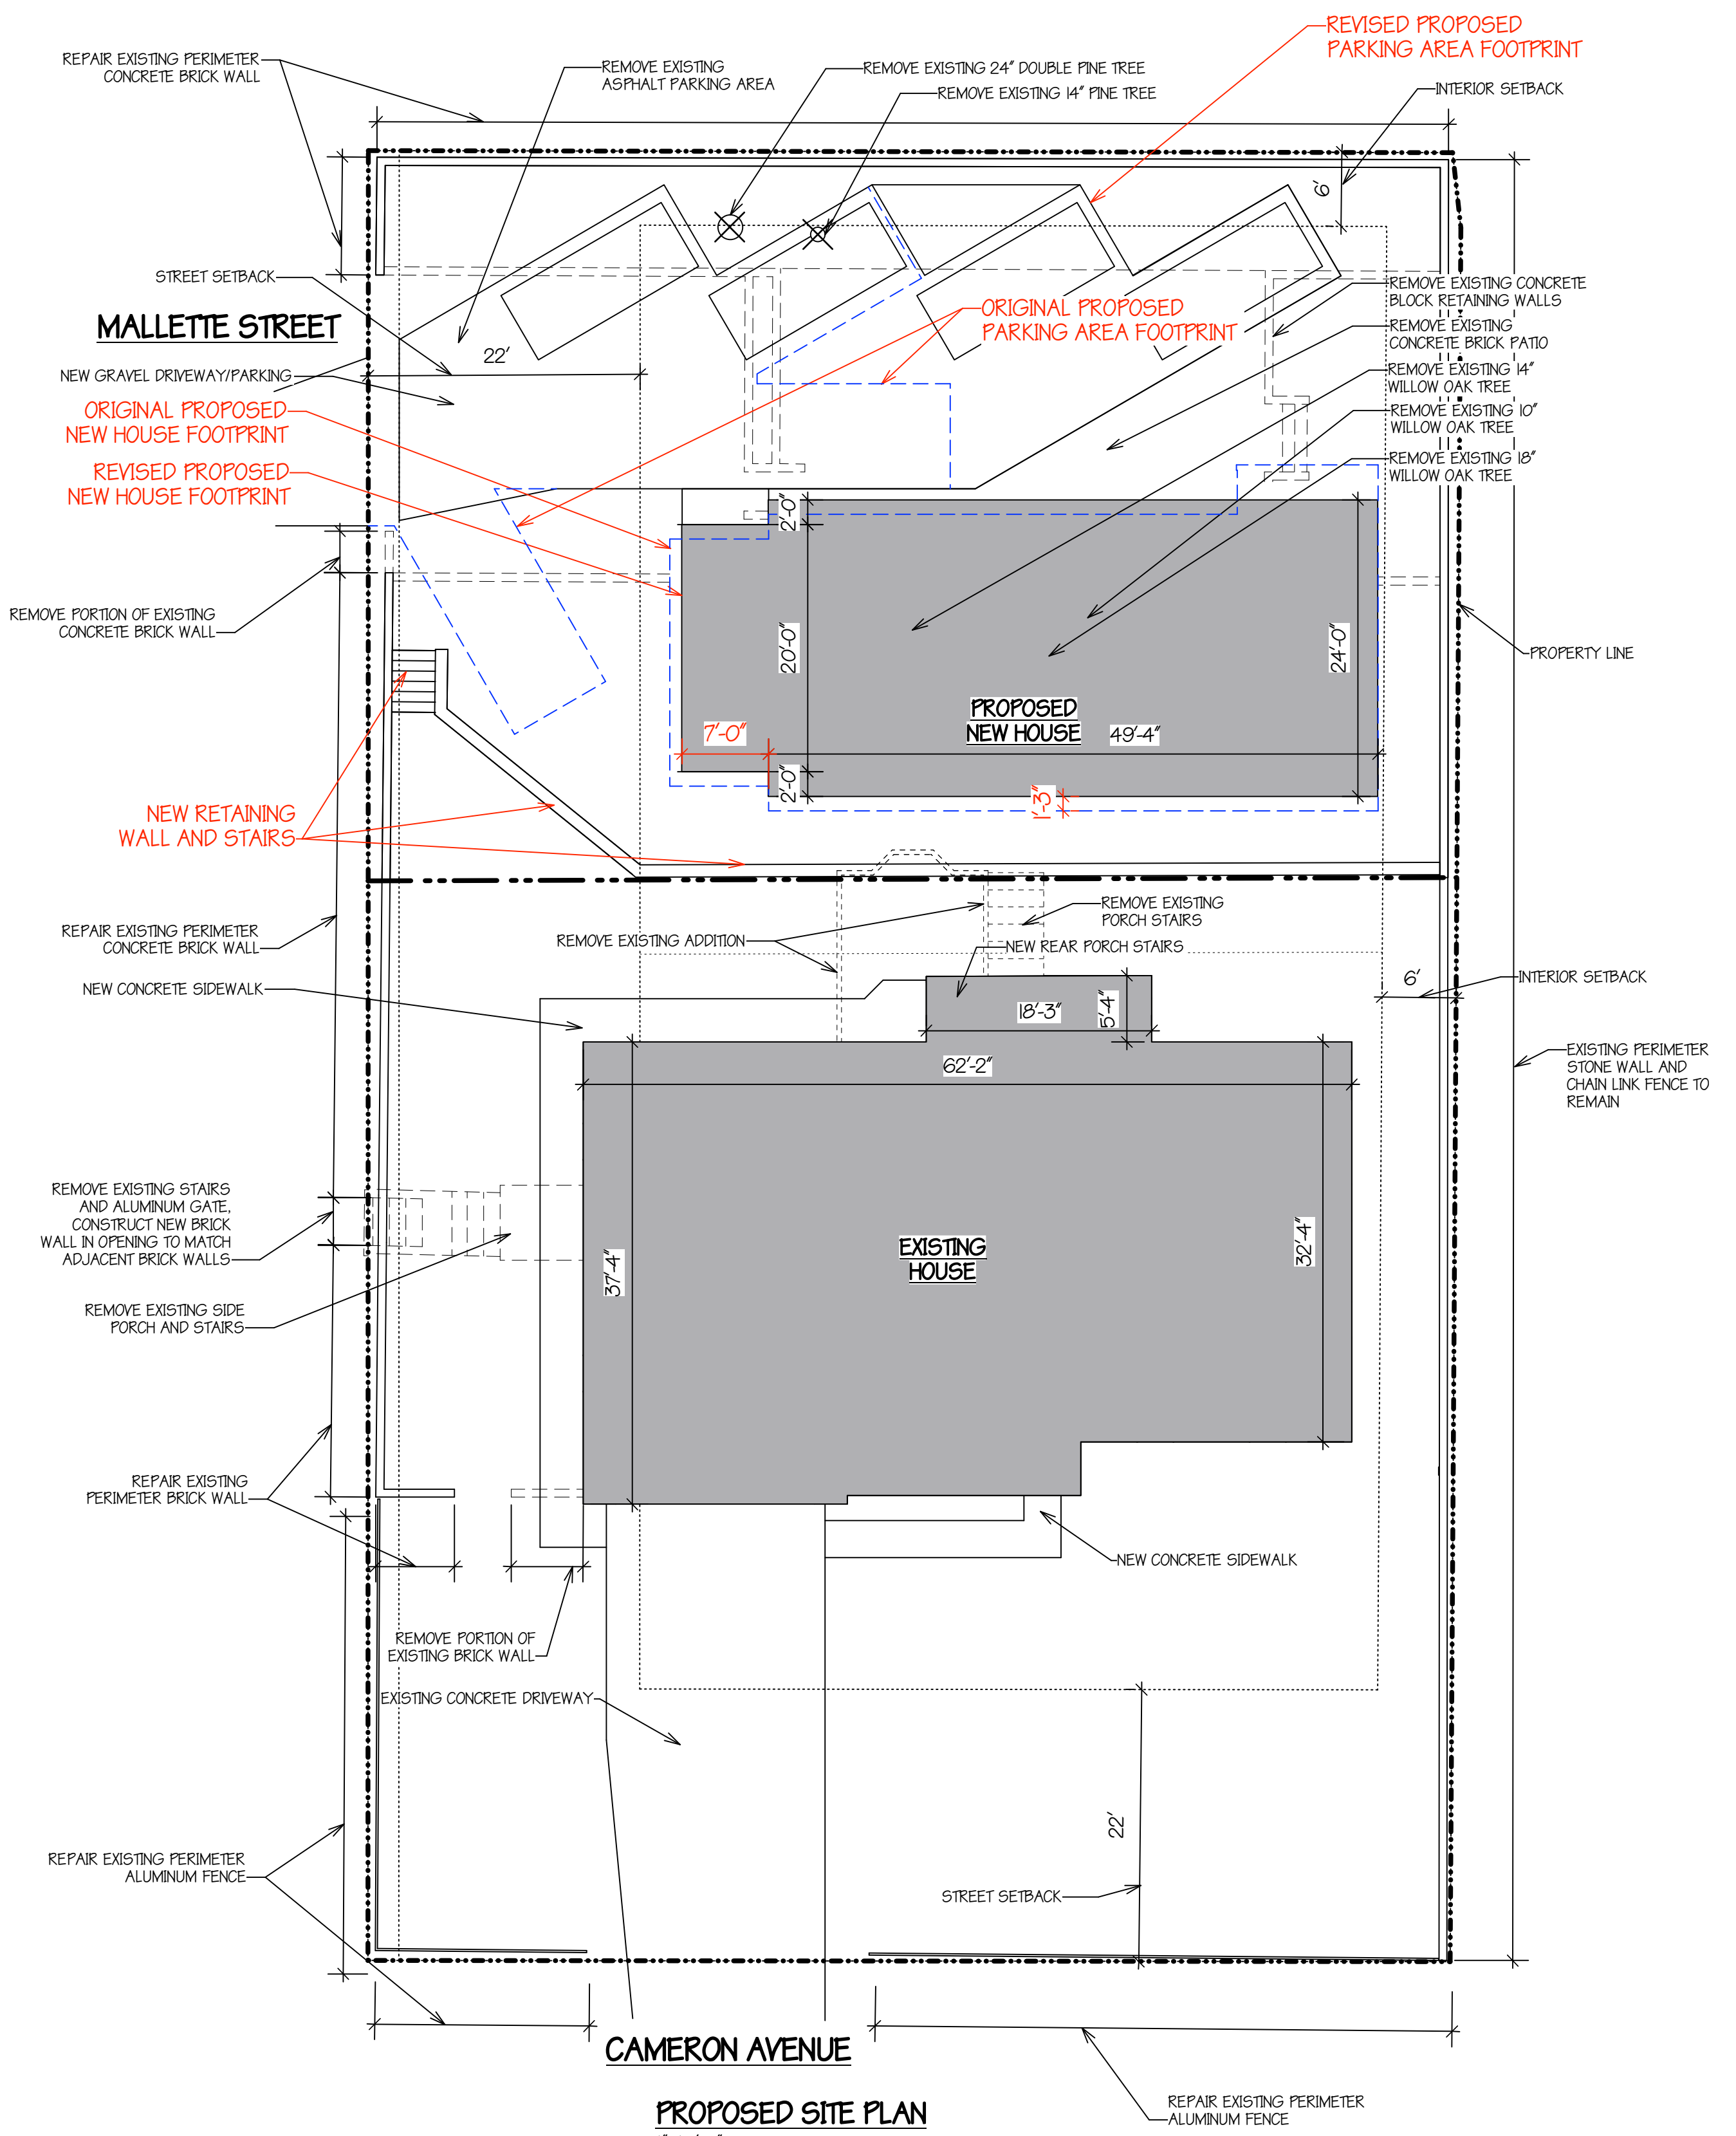 REVISED PROPOSED
PARKING AREA FOOTPRINT
REPAIR EXISTING PERIMETER
CONCRETE BRICK WALL
REMOVE EXISTING
ASPHALT PARKING AREA
REMOVE EXISTING 24" DOUBLE PINE TREE
REMOVE EXISTING 14" PINE TREE
INTERIOR SETBACK
6'
STREET SETBACK
MALLETTE STREET
22'
NEW GRAVEL DRIVEWAY/PARKING
ORIGINAL PROPOSED
PARKING AREA FOOTPRINT
REMOVE EXISTING CONCRETE
BLOCK RETAINING WALLS
REMOVE EXISTING
CONCRETE BRICK PATIO
REMOVE EXISTING 14"
WILLOW OAK TREE
REMOVE EXISTING 10"
WILLOW OAK TREE
REMOVE EXISTING 18"
WILLOW OAK TREE
ORIGINAL PROPOSED
NEW HOUSE FOOTPRINT
REVISED PROPOSED
NEW HOUSE FOOTPRINT
2'-0"
REMOVE PORTION OF EXISTING
CONCRETE BRICK WALL
20'-0"
24'-0"
PROPERTY LINE
PROPOSED
NEW HOUSE
7'-0"
49'-4"
2'-0"
1'-3"
NEW RETAINING
WALL AND STAIRS
REPAIR EXISTING PERIMETER
CONCRETE BRICK WALL
REMOVE EXISTING ADDITION
REMOVE EXISTING
PORCH STAIRS
NEW REAR PORCH STAIRS
NEW CONCRETE SIDEWALK
6'
INTERIOR SETBACK
18'-3"
5'-4"
62'-2"
EXISTING PERIMETER
STONE WALL AND
CHAIN LINK FENCE TO
REMAIN
REMOVE EXISTING STAIRS
AND ALUMINUM GATE,
CONSTRUCT NEW BRICK
WALL IN OPENING TO MATCH
ADJACENT BRICK WALLS
37'-4"
EXISTING
HOUSE
32'-4"
REMOVE EXISTING SIDE
PORCH AND STAIRS
REPAIR EXISTING
PERIMETER BRICK WALL
NEW CONCRETE SIDEWALK
REMOVE PORTION OF
EXISTING BRICK WALL
EXISTING CONCRETE DRIVEWAY
22'
REPAIR EXISTING PERIMETER
ALUMINUM FENCE
STREET SETBACK
CAMERON AVENUE
PROPOSED SITE PLAN
REPAIR EXISTING PERIMETER
ALUMINUM FENCE